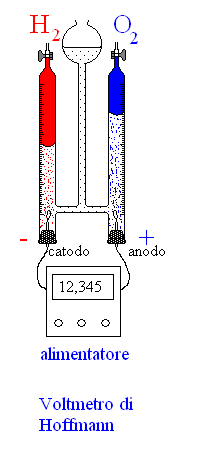 H2 O2
- +
catodo anodo
12,345
alimentatore
Voltmetro di
Hoffmann